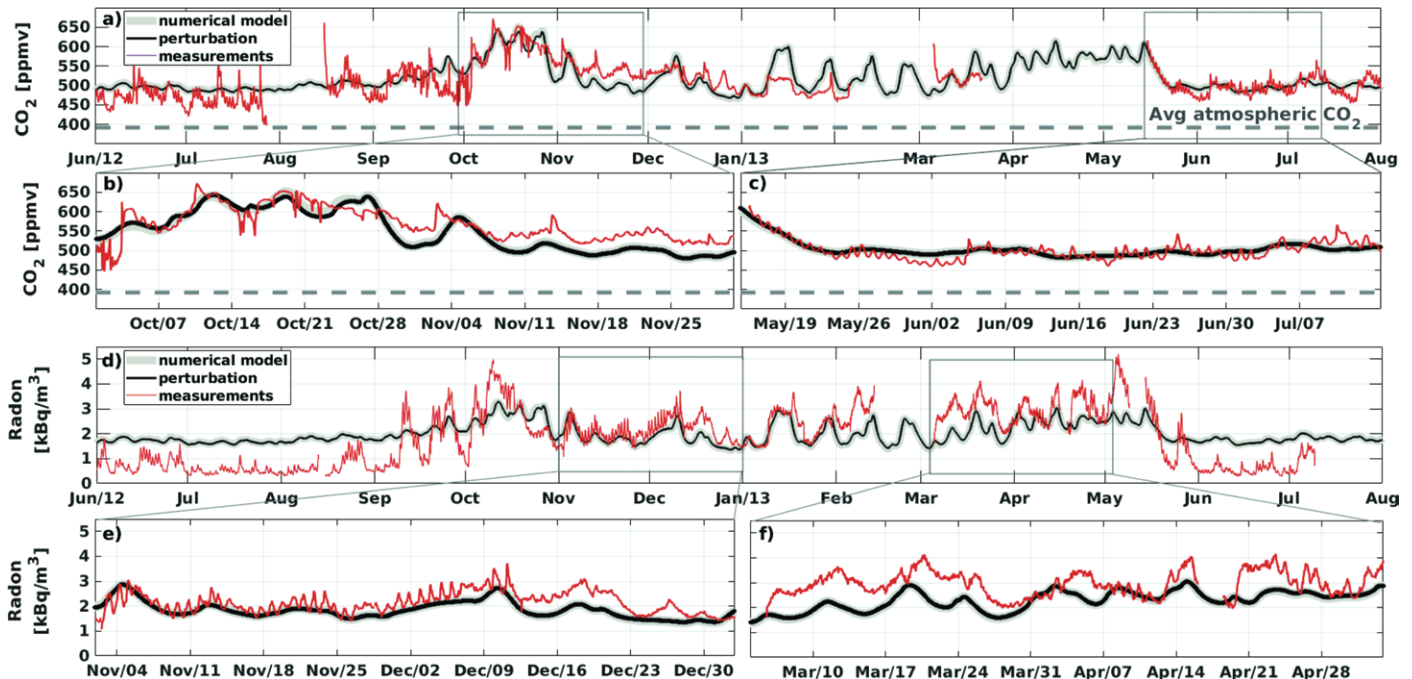 a)
numerical model
perturbation
measurements
CO2 [ppmv]
650
600
550
500
450
400
Avg atmospheric CO2
Jun/12 Jul Aug Sep Oct Nov Dec Jan/13 Mar Apr May Jun Jul Aug
b)
c)
CO2 [ppmv]
650
600
550
500
450
400
Oct/07 Oct/14 Oct/21 Oct/28 Nov/04 Nov/11 Nov/18 Nov/25
May/19 May/26 Jun/02 Jun/09 Jun/16 Jun/23 Jun/30 Jul/07
d)
numerical model
perturbation
measurements
Radon
[kBq/m3]
5
4
3
2
1
0
Jun/12 Jul Aug Sep Oct Nov Dec Jan/13 Feb Mar Apr May Jun Jul Aug
e)
f)
Radon
[kBq/m3]
5
4
3
2
1
0
Nov/04 Nov/11 Nov/18 Nov/25 Dec/02 Dec/09 Dec/16 Dec/23 Dec/30
Mar/10 Mar/17 Mar/24 Mar/31 Apr/07 Apr/14 Apr/21 Apr/28